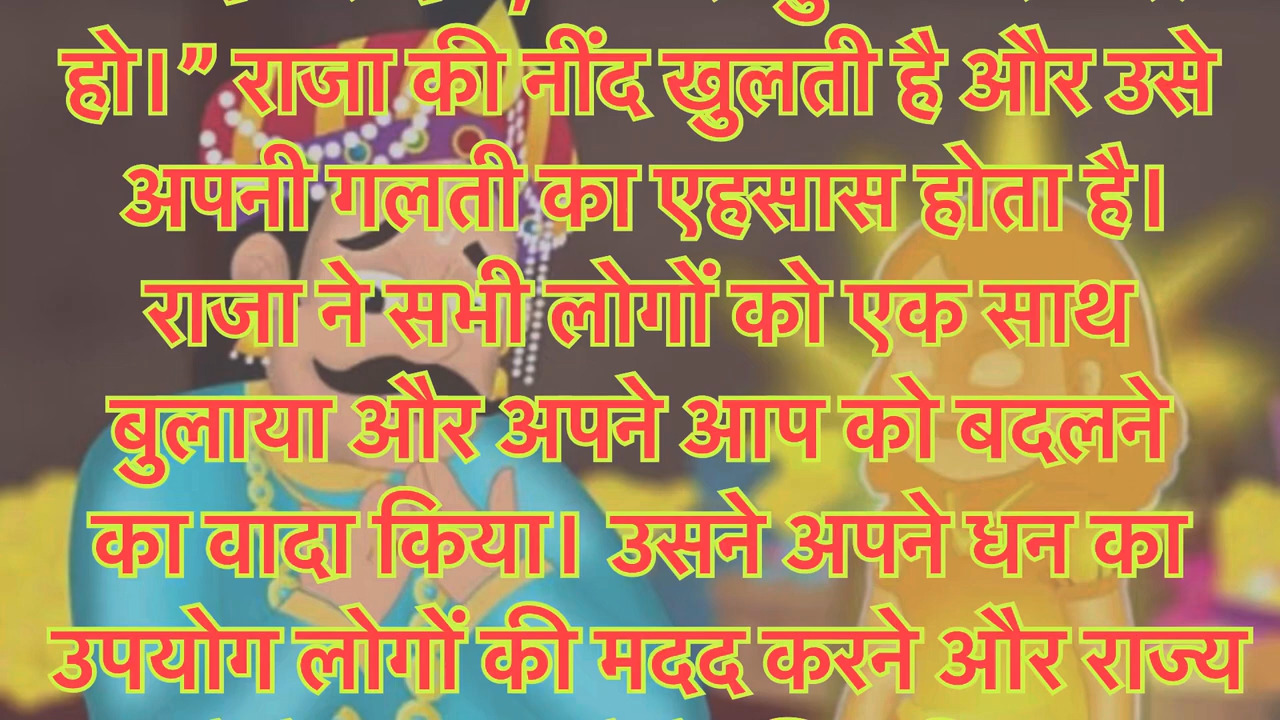 हो।” राजा की नींद खुलती है और उसे
अपनी गलती का एहसास होता है।
राजा ने सभी लोगों को एक साथ
बुलाया और अपने आप को बदलने
का वादा किया। उसने अपने धन का
उपयोग लोगों की मदद करने और राज्य